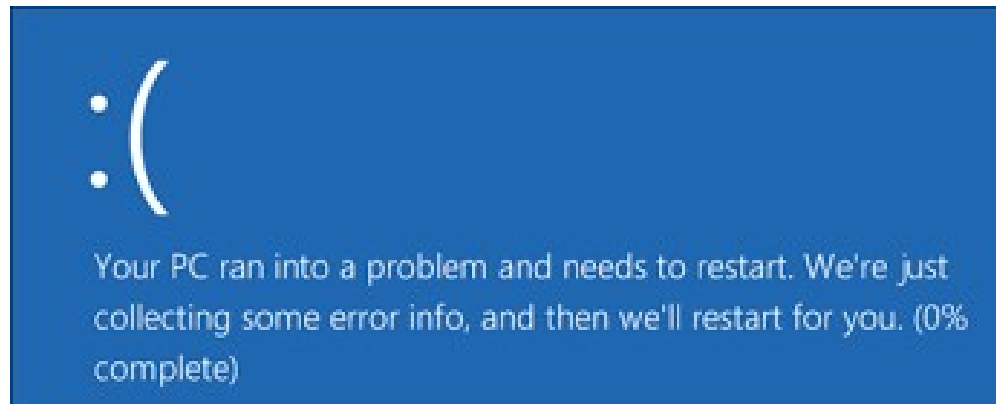 :(
Your PC ran into a problem and needs to restart. We're just
collecting some error info, and then we'll restart for you. (0%
complete)